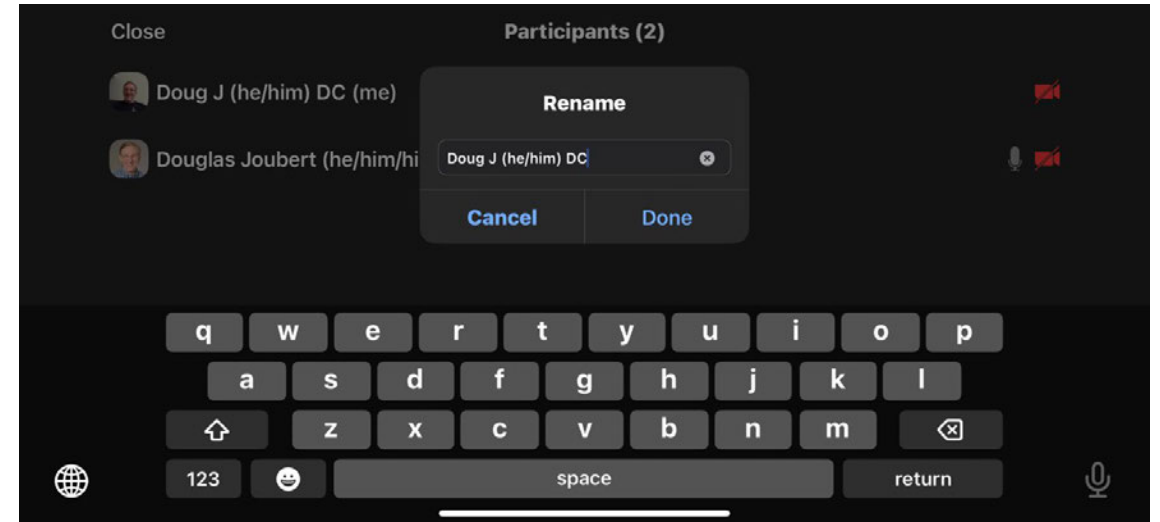 Close
Participants (2)
Doug J (he/him) DC (me)
Douglas Joubert (he/him/hi
Rename
Doug J (he/him) DC
Cancel
Done
q w e r t y u i o p
a s d f g h j k l
z x c v b n m
123
space
return